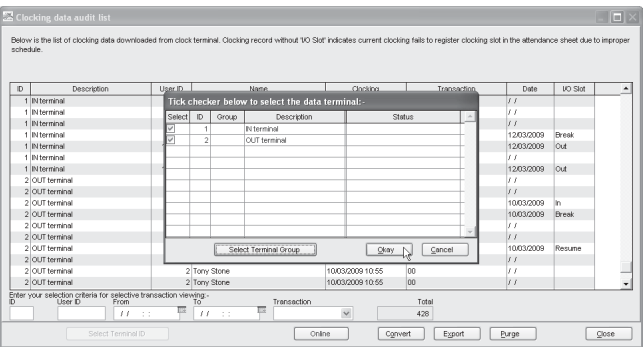 Clocking data audit list
Below is the list of clocking data downloaded from clock terminal. Clocking record without 'I/O Slot' indicates current clocking fails to register clocking slot in the attendance sheet due to improper
schedule.
ID Description User ID Name Clocking Transaction Date I/O Slot
1 IN terminal / /
1 IN terminal / /
1 IN terminal / /
1 IN terminal 12/03/2009 Break
1 IN terminal 12/03/2009 Out
1 IN terminal / /
1 IN terminal 12/03/2009 Out
2 OUT terminal / /
2 OUT terminal / /
2 OUT terminal 10/03/2009 In
2 OUT terminal 10/03/2009 Break
2 OUT terminal / /
2 OUT terminal 10/03/2009 Resume
2 OUT terminal / /
2 OUT terminal 2 Tony Stone 10/03/2009 10:55 00 / /
2 OUT terminal 2 Tony Stone 10/03/2009 10:55 00 / /
Tick checker below to select the data terminal:-
Select ID Group Description Status
1 IN terminal
2 OUT terminal
Select Terminal Group Okay Cancel
Enter your selection criteria for selective transaction viewing:-
ID User ID From To Transaction Total
/ / : : / / : : 428
Select Terminal ID Online Convert Export Purge Close